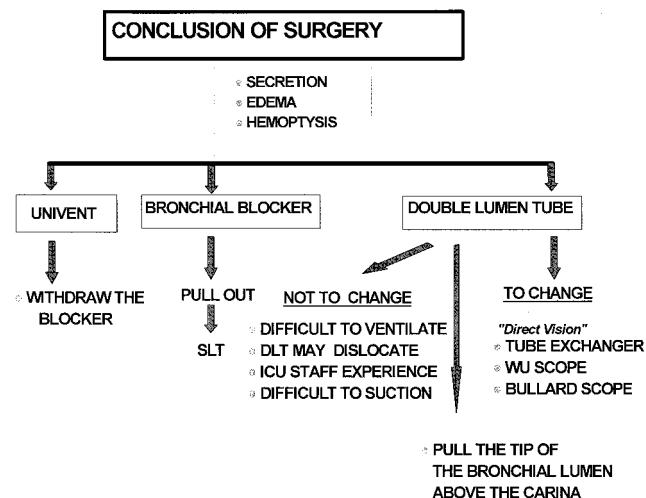 CONCLUSION OF SURGERY
SECRETION
EDEMA
HEMOPTYSIS
UNIVENT
BRONCHIAL BLOCKER
DOUBLE LUMEN TUBE
WITHDRAW THE
BLOCKER
PULL OUT
SLT
NOT TO CHANGE
DIFFICULT TO VENTILATE
DLT MAY DISLOCATE
ICU STAFF EXPERIENCE
DIFFICULT TO SUCTION
TO CHANGE
"Direct Vision"
TUBE EXCHANGER
WU SCOPE
BULLARD SCOPE
PULL THE TIP OF
THE BRONCHIAL LUMEN
ABOVE THE CARINA